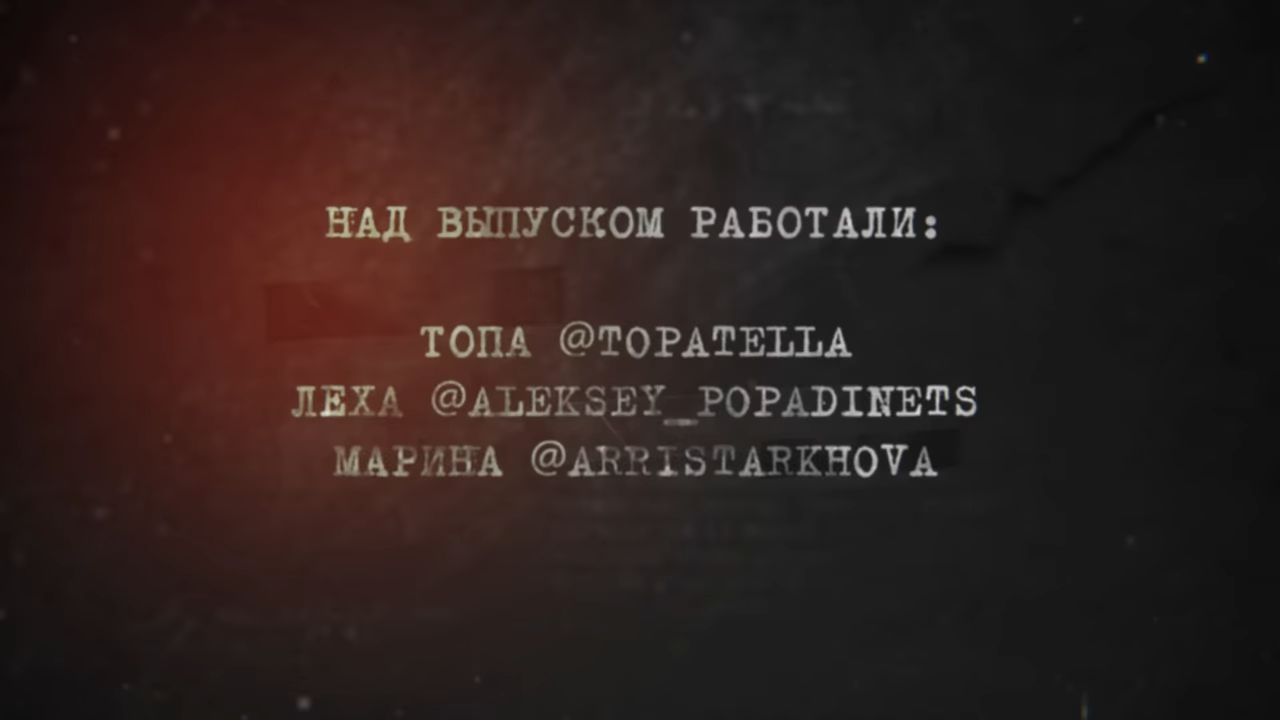 НАД ВЫПУСКОМ РАБОТАЛИ:
ТОПА @TOPATELLA
ЛЕХА @ALEKSEY_POPADINETS
МАРИНА @ARRISTARKHOVA